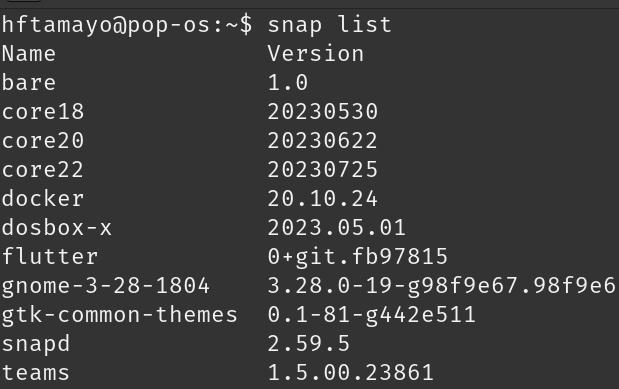 hftamayo@pop-os:~$ snap list
Name Version
bare 1.0
core18 20230530
core20 20230622
core22 20230725
docker 20.10.24
dosbox-x 2023.05.01
flutter 0+git.fb97815
gnome-3-28-1804 3.28.0-19-g98f9e67.98f9e6
gtk-common-themes 0.1-81-g442e511
snapd 2.59.5
teams 1.5.00.23861